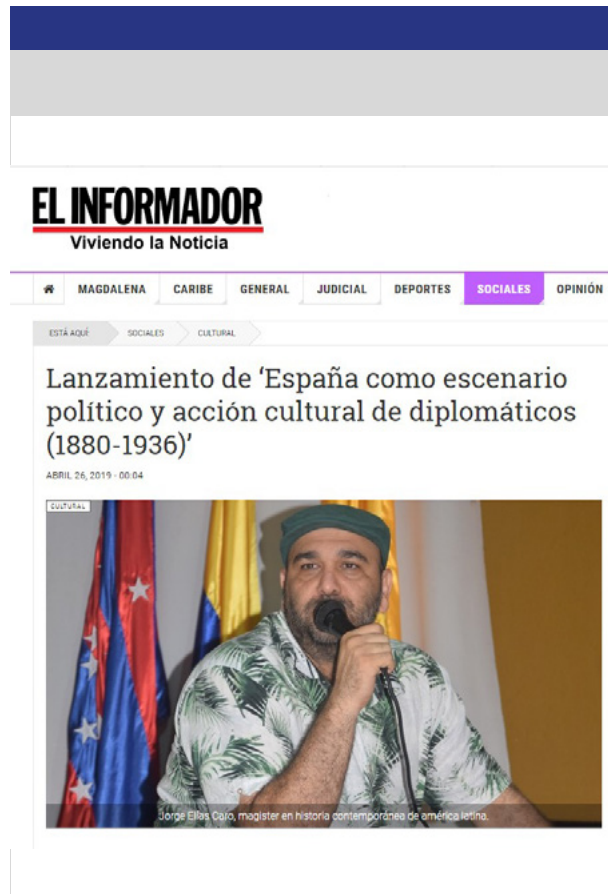 EL INFORMADOR
Viviendo la Noticia
MAGDALENA CARIBE GENERAL JUDICIAL DEPORTES SOCIALES OPINIÓN
ESTÁ AQUÍ SOCIALES CULTURAL
Lanzamiento de ‘España como escenario
político y acción cultural de diplomáticos
(1880-1936)’
ABRIL 26, 2019 - 00:04
CULTURAL
Jorge Elías Caro, magister en historia contemporánea de américa latina.